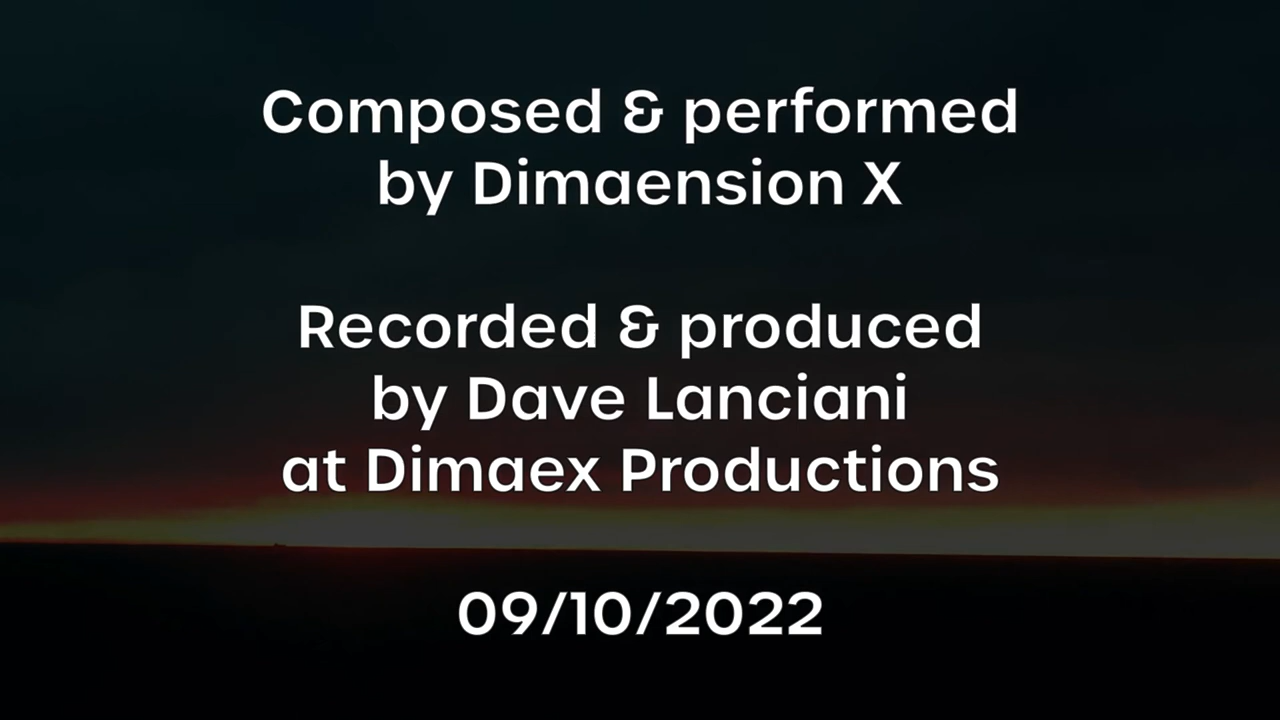 Composed & performed
by Dimaension X
Recorded & produced
by Dave Lanciani
at Dimaex Productions
09/10/2022